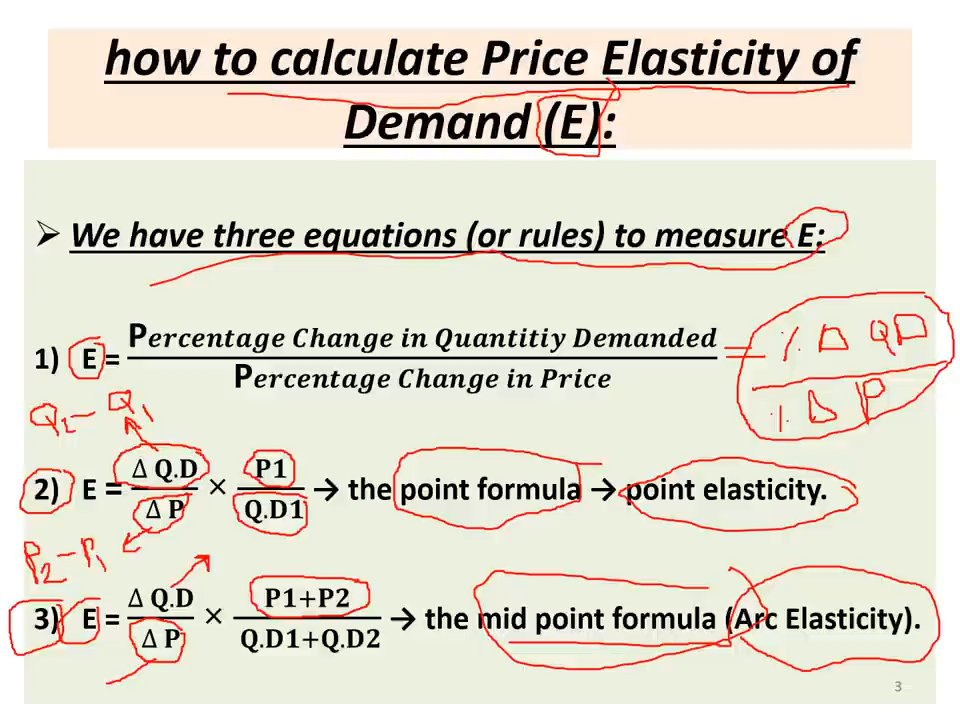 how to calculate Price Elasticity of
Demand (E):
➢ We have three equations (or rules) to measure E:
1) E = Percentage Change in Quantitiy Demanded / Percentage Change in Price = % Δ QD / % Δ P
Q2 - Q1
2) E = Δ Q.D / Δ P × P1 / Q.D1 → the point formula → point elasticity.
P2 - P1
3) E = Δ Q.D / Δ P × P1+P2 / Q.D1+Q.D2 → the mid point formula (Arc Elasticity).
3